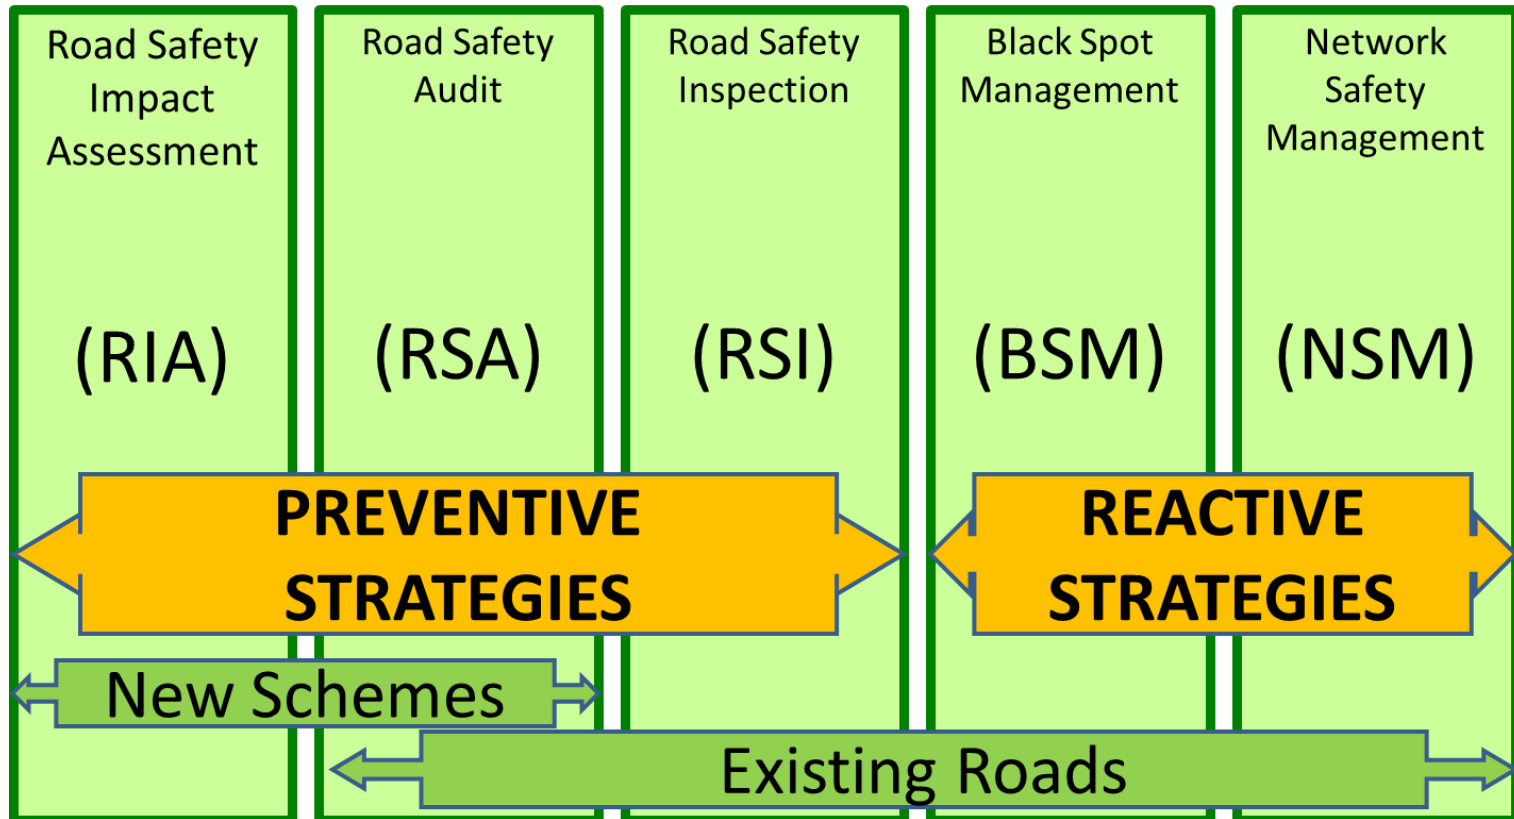 Road Safety
Impact
Assessment
(RIA)
Road Safety
Audit
(RSA)
Road Safety
Inspection
(RSI)
Black Spot
Management
(BSM)
Network
Safety
Management
(NSM)
PREVENTIVE
STRATEGIES
REACTIVE
STRATEGIES
New Schemes
Existing Roads